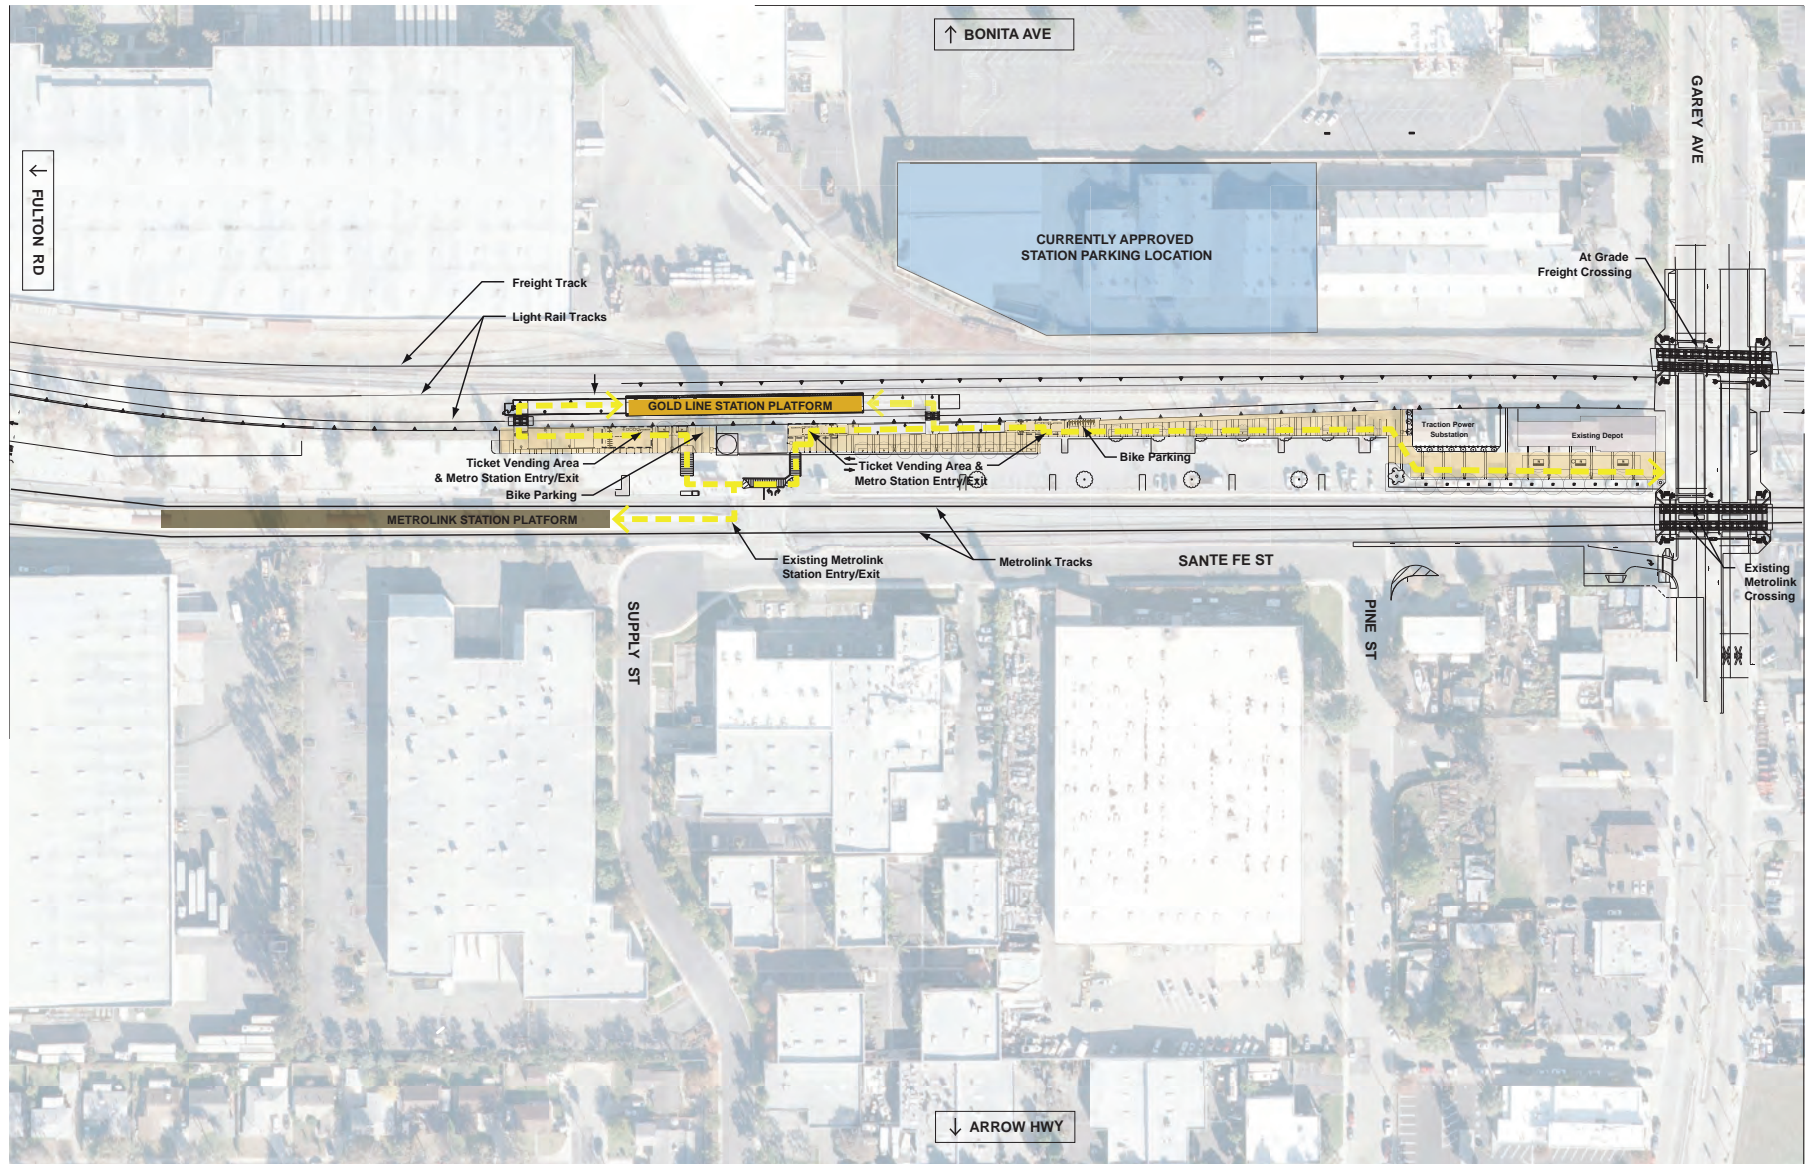 BONITA AVE
GAREY AVE
FULTON RD
CURRENTLY APPROVED
STATION PARKING LOCATION
At Grade
Freight Crossing
Freight Track
Light Rail Tracks
GOLD LINE STATION PLATFORM
Traction Power
Substation
Existing Depot
Ticket Vending Area
& Metro Station Entry/Exit
Bike Parking
Ticket Vending Area &
Metro Station Entry/Exit
Bike Parking
METROLINK STATION PLATFORM
Existing Metrolink
Station Entry/Exit
Metrolink Tracks
SANTE FE ST
Existing
Metrolink
Crossing
SUPPLY ST
PINE ST
ARROW HWY